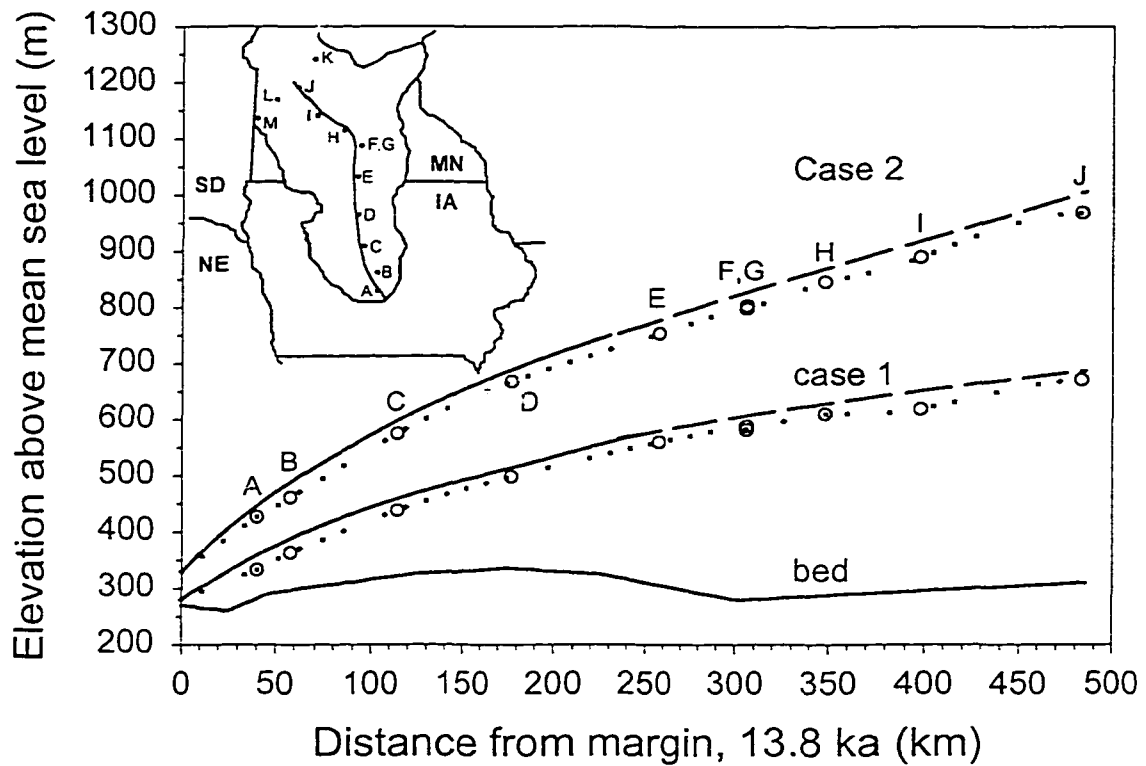 Elevation above mean sea level (m)
1300
1200
1100
1000
900
800
700
600
500
400
300
200
K
J
L
I
M
H
F,G
MN
E
SD
IA
D
C
NE
B
A
Case 2
J
I
H
F,G
E
case 1
C
D
B
A
bed
0 50 100 150 200 250 300 350 400 450 500
Distance from margin, 13.8 ka (km)